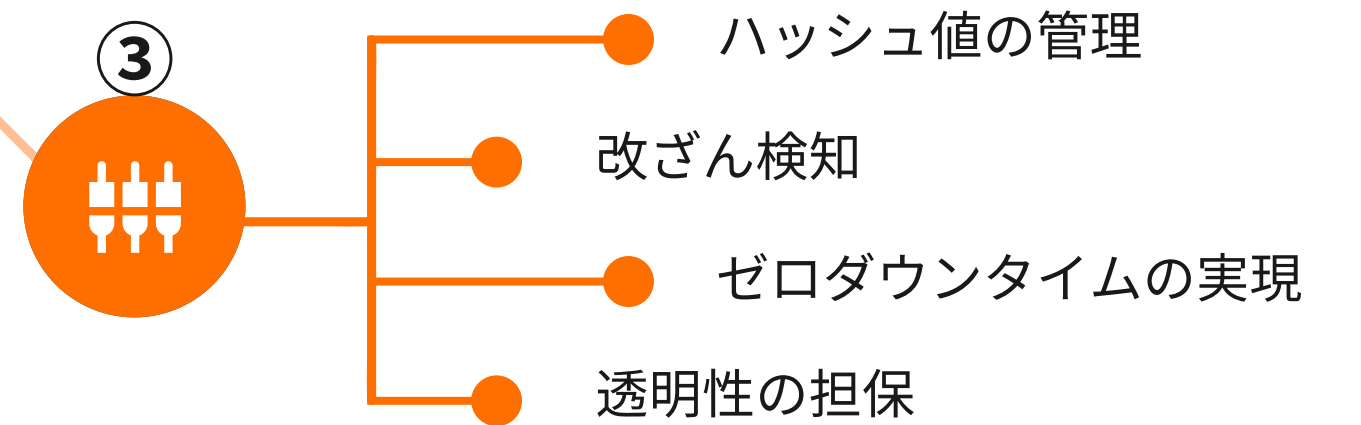 ③
ハッシュ値の管理
改ざん検知
ゼロダウンタイムの実現
透明性の担保